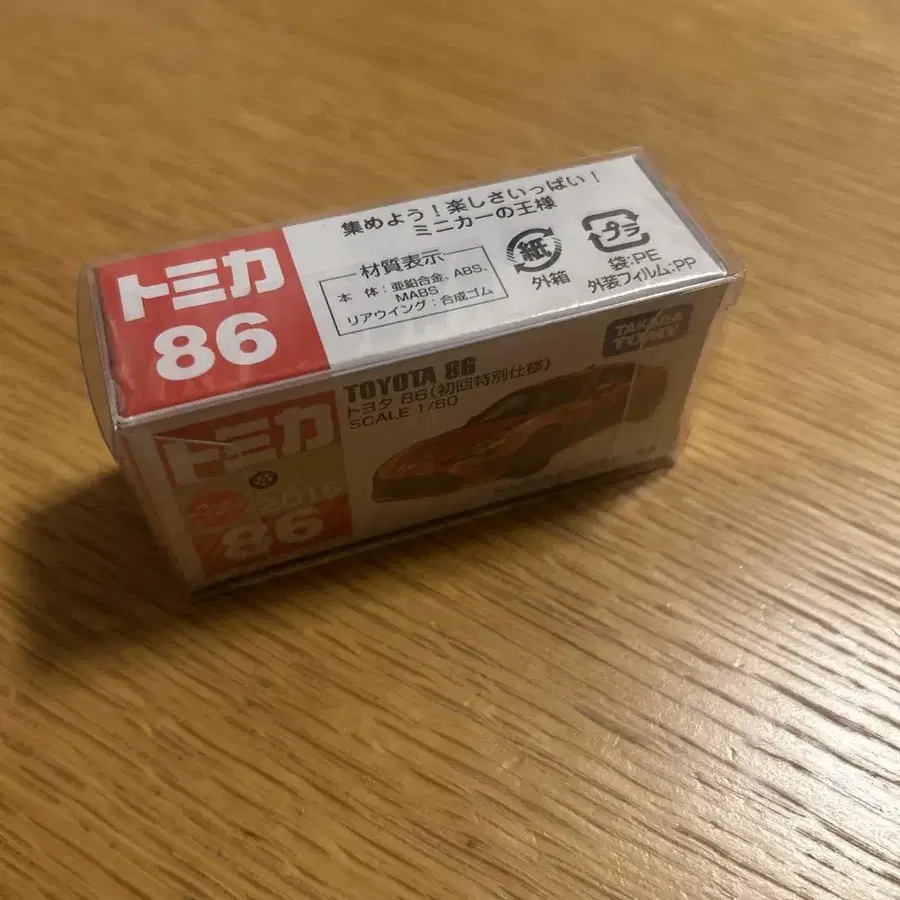 トミカ
86
集めよう!楽しさいっぱい!
ミニカーの王様
材質表示
本 体:亜鉛合金、ABS、
MABS
リアウイング:合成ゴム
紙
外箱
プラ
袋:PE
外装フィルム:PP
トミカ
2016
86
TOYOTA 86
トヨタ 86(初回特別仕様)
SCALE 1/60
TAKARA
TOMY